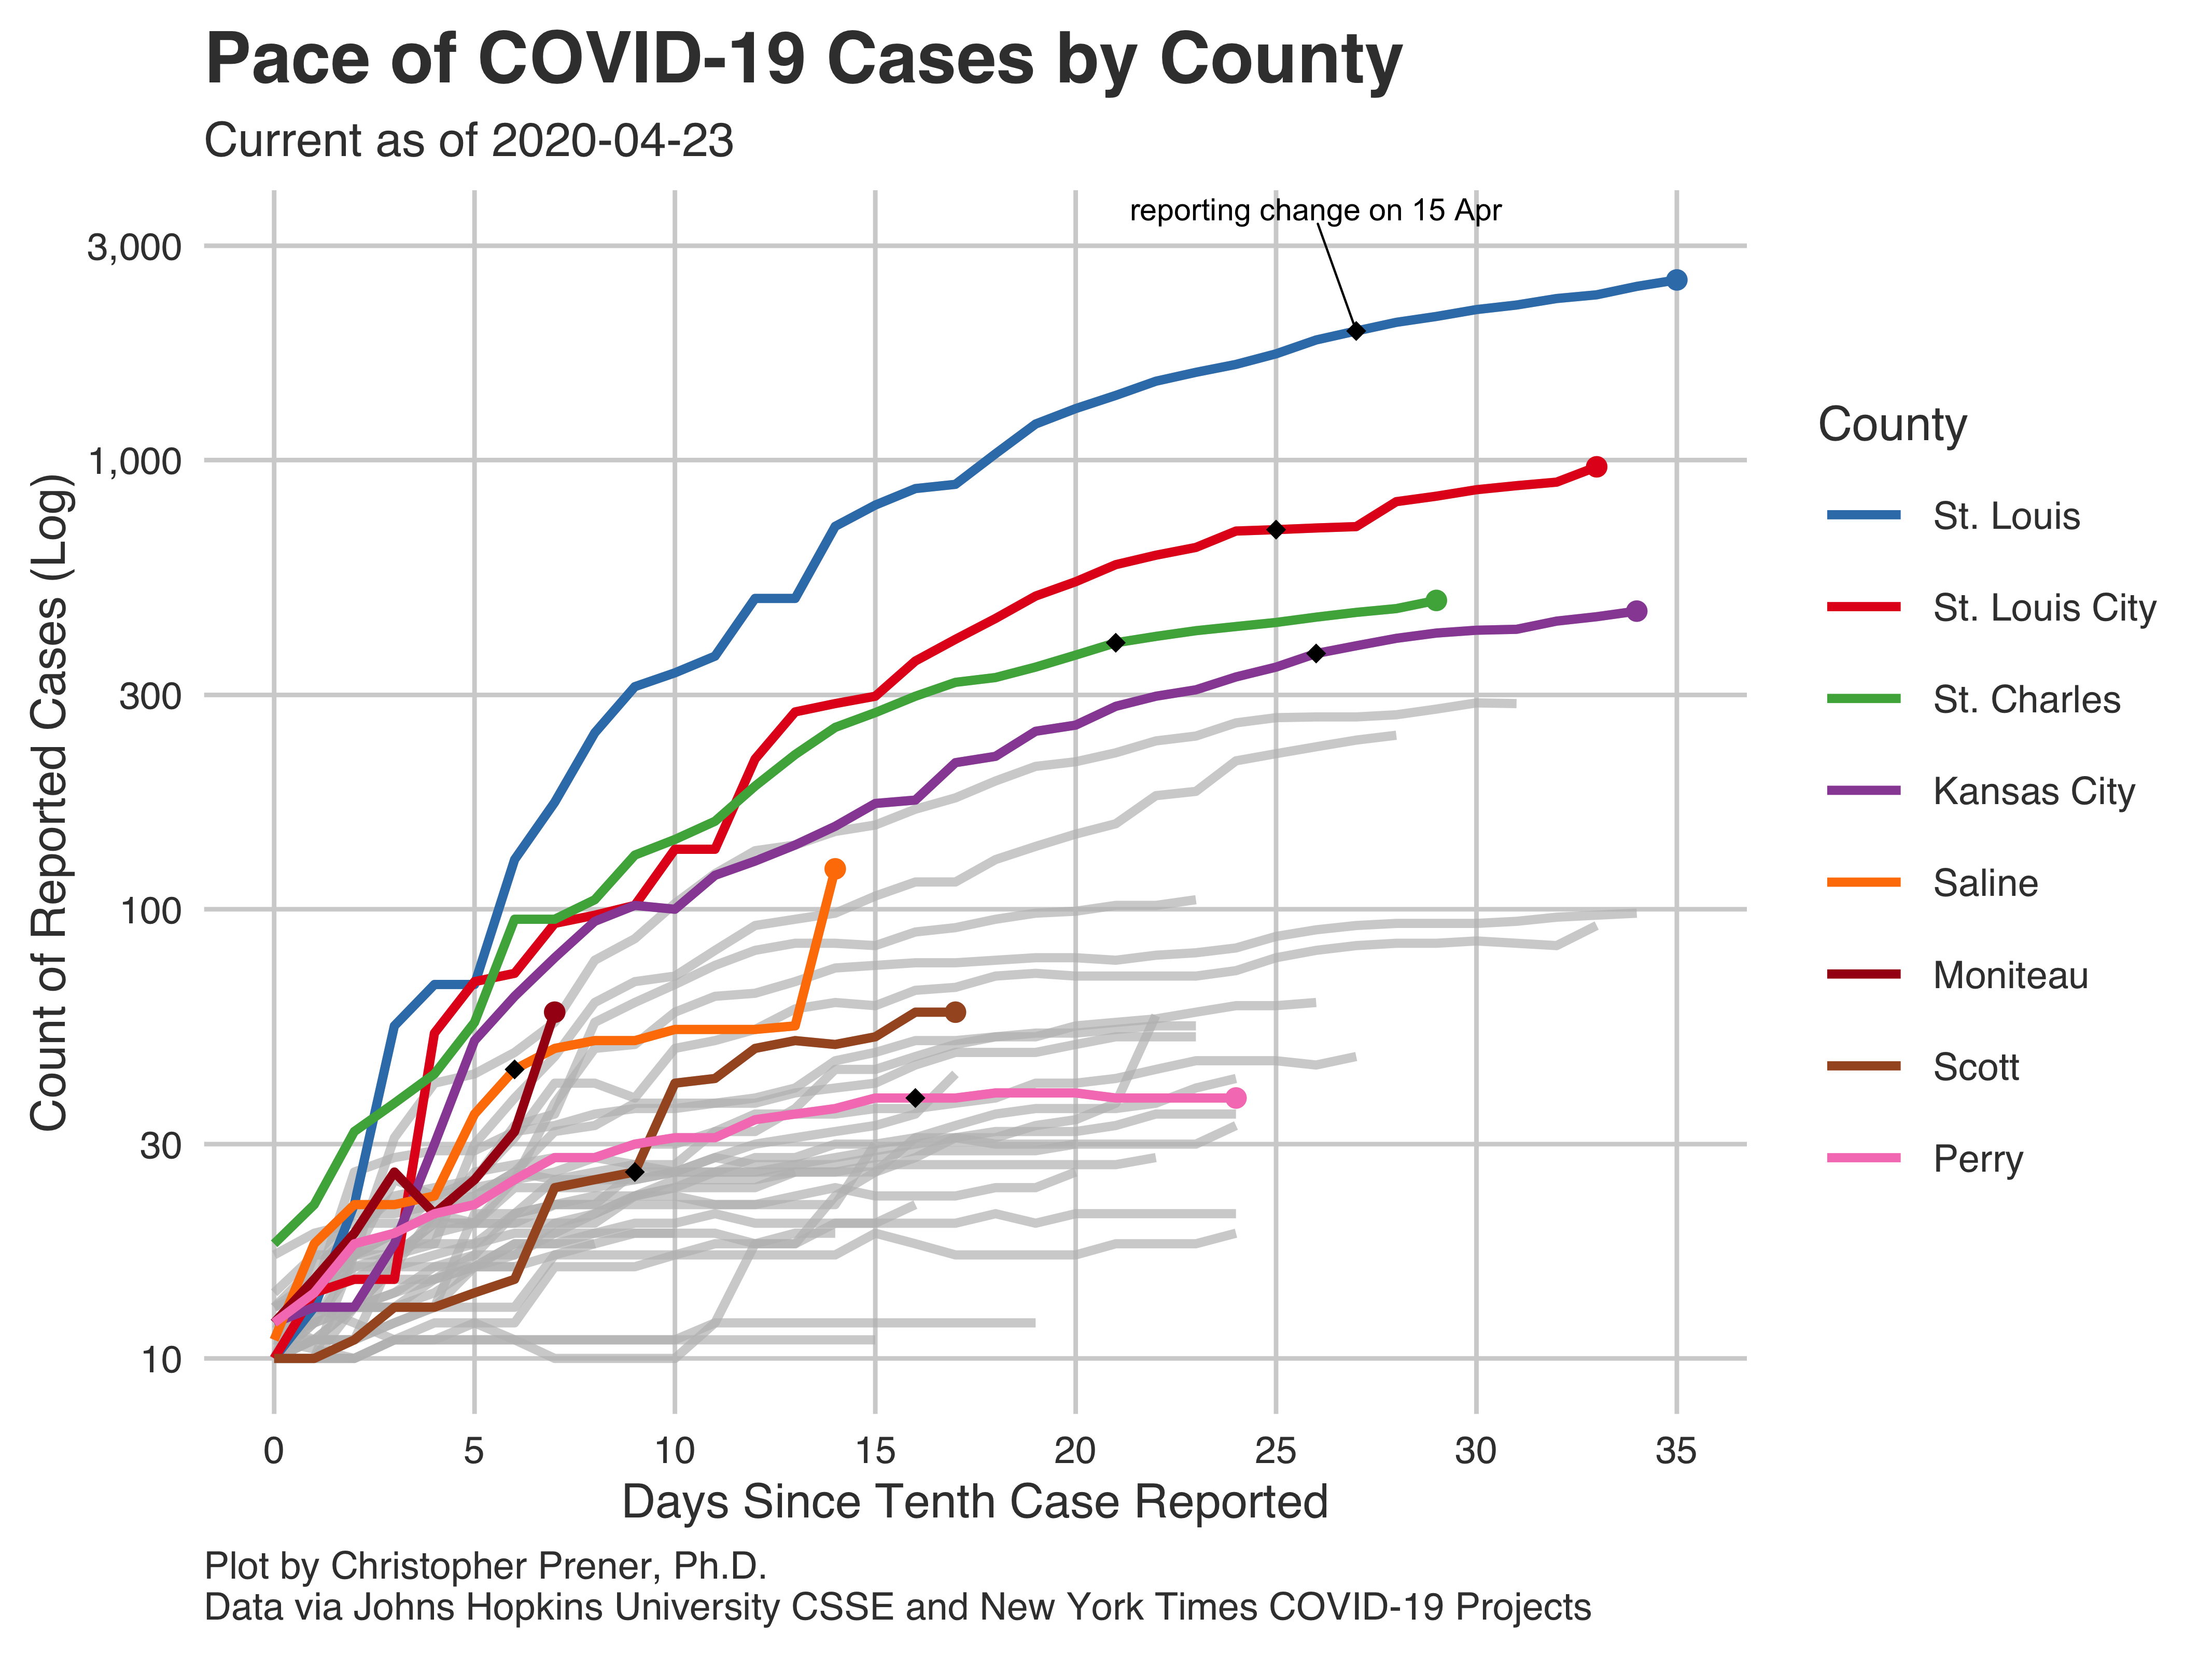 Pace of COVID-19 Cases by County
Current as of 2020-04-23
reporting change on 15 Apr
3,000
1,000
300
100
30
10
Count of Reported Cases (Log)
0 5 10 15 20 25 30 35
Days Since Tenth Case Reported
County
St. Louis
St. Louis City
St. Charles
Kansas City
Saline
Moniteau
Scott
Perry
Plot by Christopher Prener, Ph.D.
Data via Johns Hopkins University CSSE and New York Times COVID-19 Projects